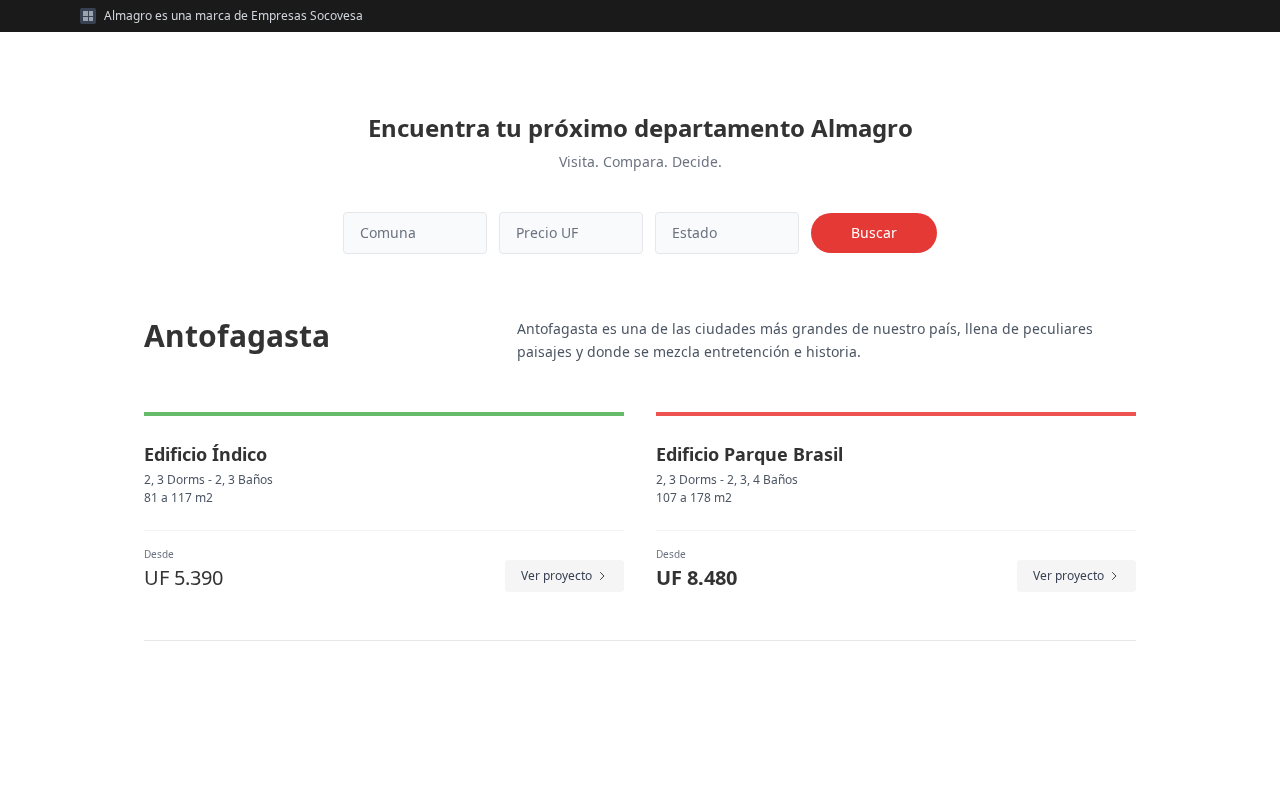 Almagro es una marca de Empresas Socovesa
Encuentra tu próximo departamento Almagro
Visita. Compara. Decide.
Comuna
Precio UF
Estado
Buscar
Antofagasta
Antofagasta es una de las ciudades más grandes de nuestro país, llena de peculiares
paisajes y donde se mezcla entretención e historia.
Edificio Índico
2, 3 Dorms - 2, 3 Baños
81 a 117 m2
Desde
UF 5.390
Ver proyecto
Edificio Parque Brasil
2, 3 Dorms - 2, 3, 4 Baños
107 a 178 m2
Desde
UF 8.480
Ver proyecto